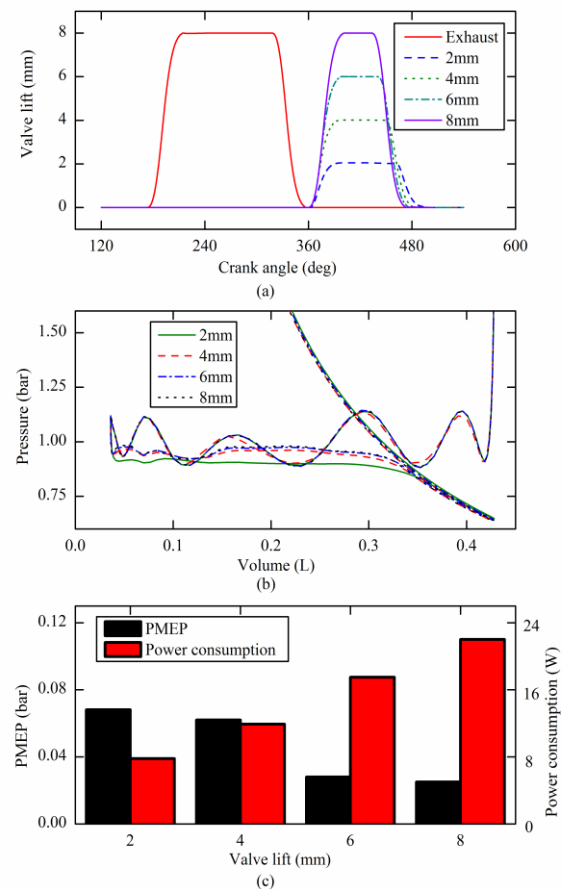 Valve lift (mm)
8
6
4
2
0
Exhaust
2mm
4mm
6mm
8mm
120 240 360 480 600
Crank angle (deg)
(a)
Pressure (bar)
1.50
1.25
1.00
0.75
2mm
4mm
6mm
8mm
0.0 0.1 0.2 0.3 0.4
Volume (L)
(b)
PMEP (bar)
0.12
0.08
0.04
0.00
PMEP
Power consumption
24
16
8
0
Power consumption (W)
2 4 6 8
Valve lift (mm)
(c)